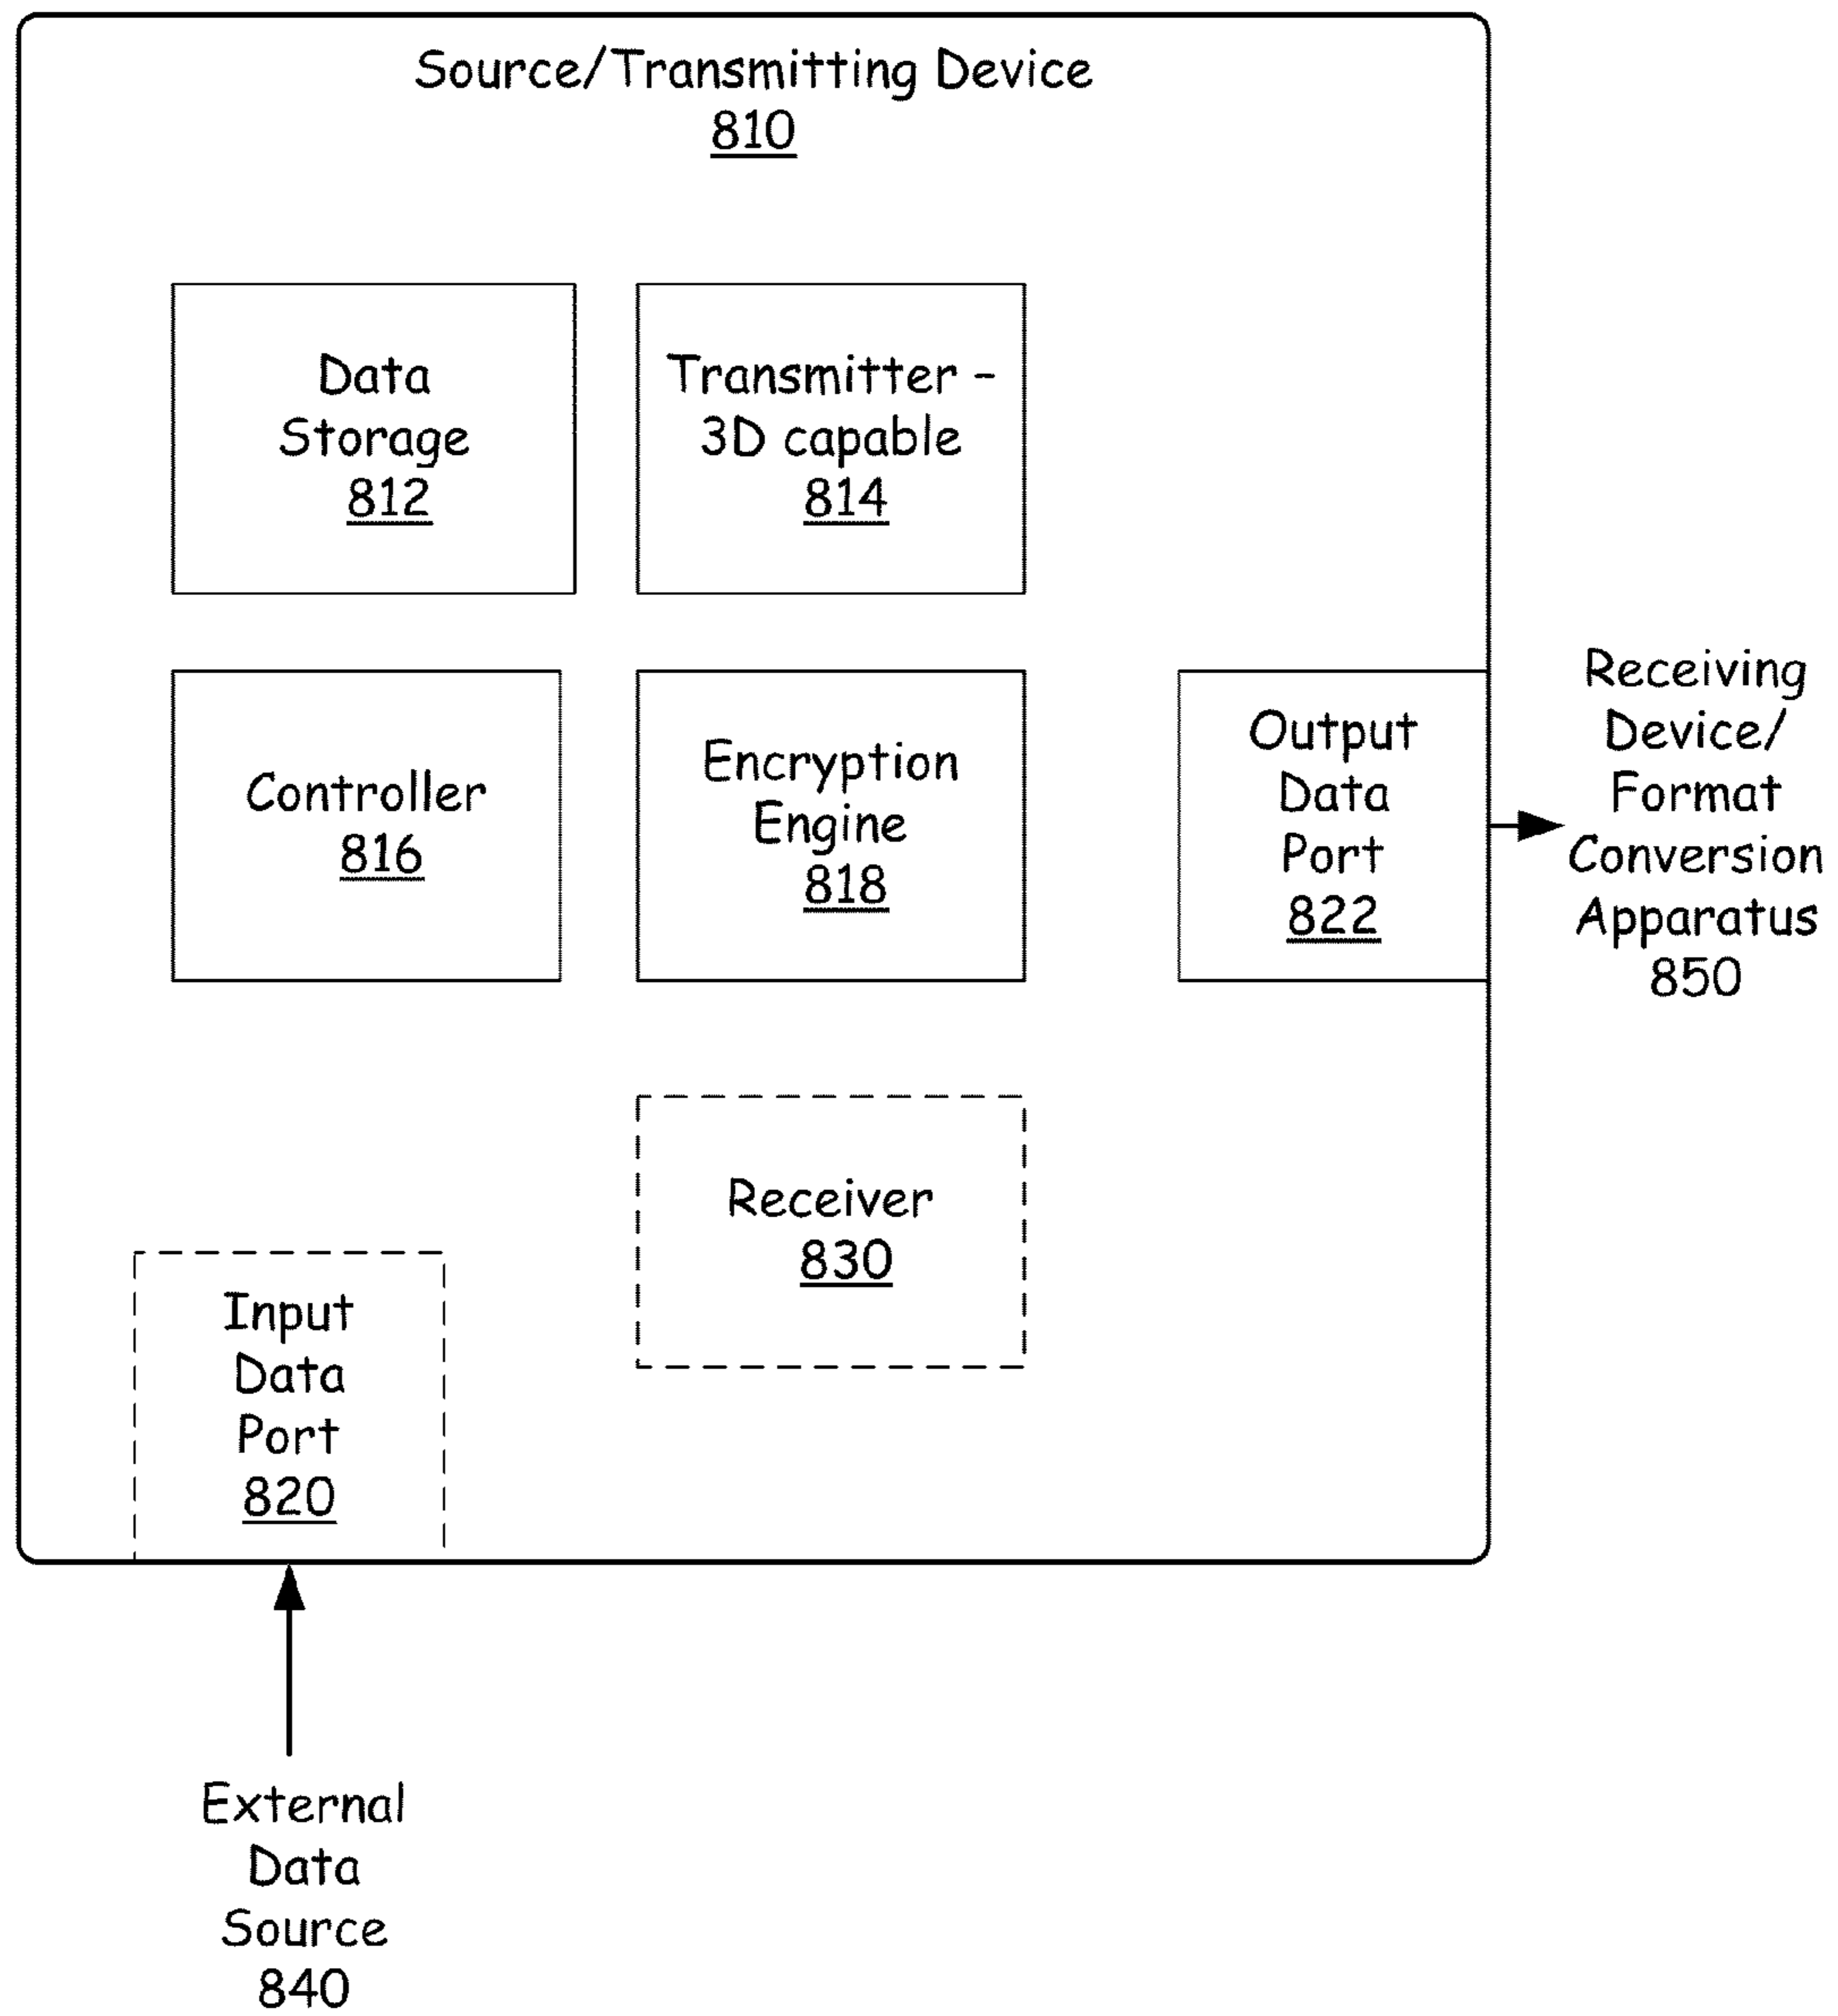 Source/Transmitting Device
810
Data
Storage
812
Transmitter –
3D capable
814
Controller
816
Encryption
Engine
818
Output
Data
Port
822
Receiving
Device/
Format
Conversion
Apparatus
850
Receiver
830
Input
Data
Port
820
External
Data
Source
840